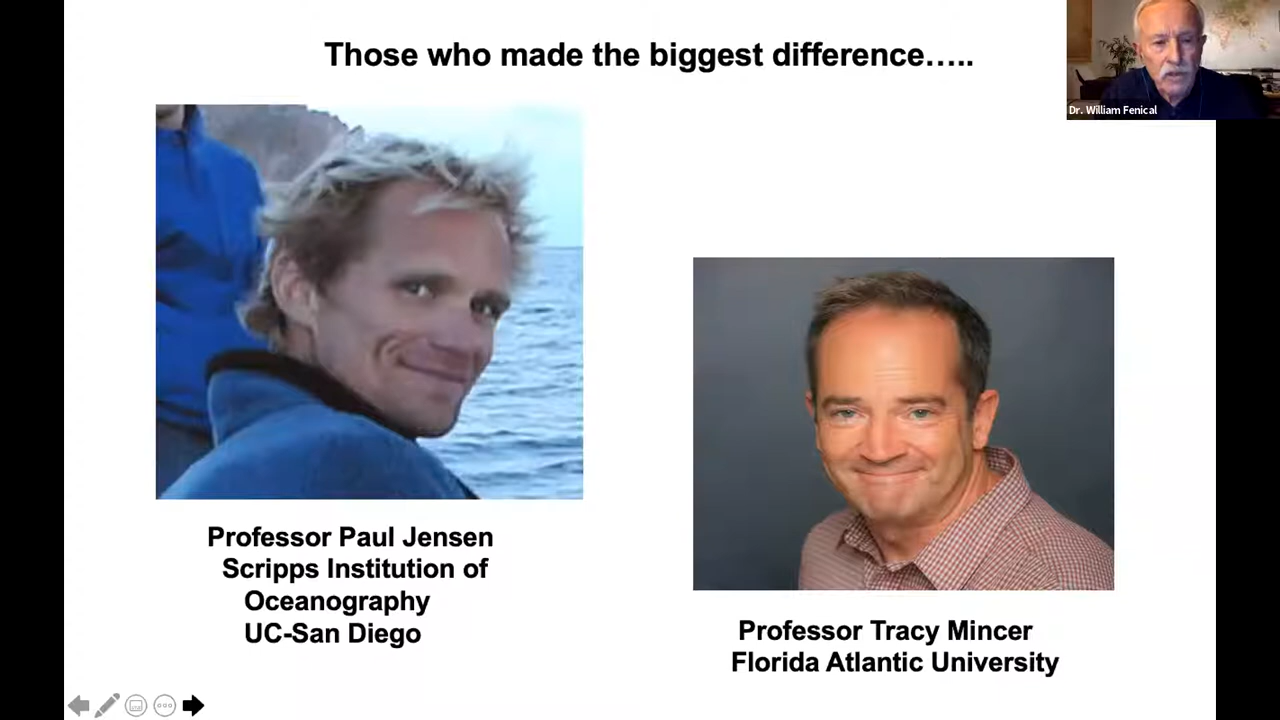 Those who made the biggest difference…..
Dr. William Fenical
Professor Paul Jensen
Scripps Institution of
Oceanography
UC-San Diego
Professor Tracy Mincer
Florida Atlantic University